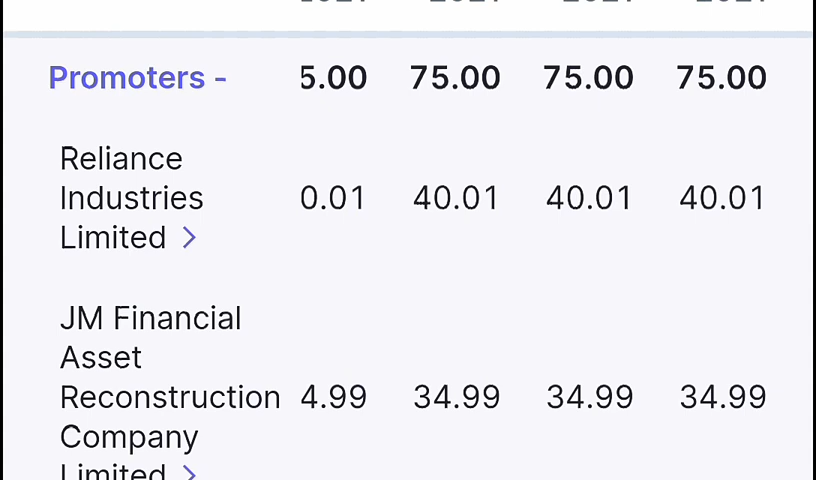 Promoters - 5.00 75.00 75.00 75.00
Reliance
Industries 0.01 40.01 40.01 40.01
Limited >
JM Financial
Asset
Reconstruction 4.99 34.99 34.99 34.99
Company
Limited >